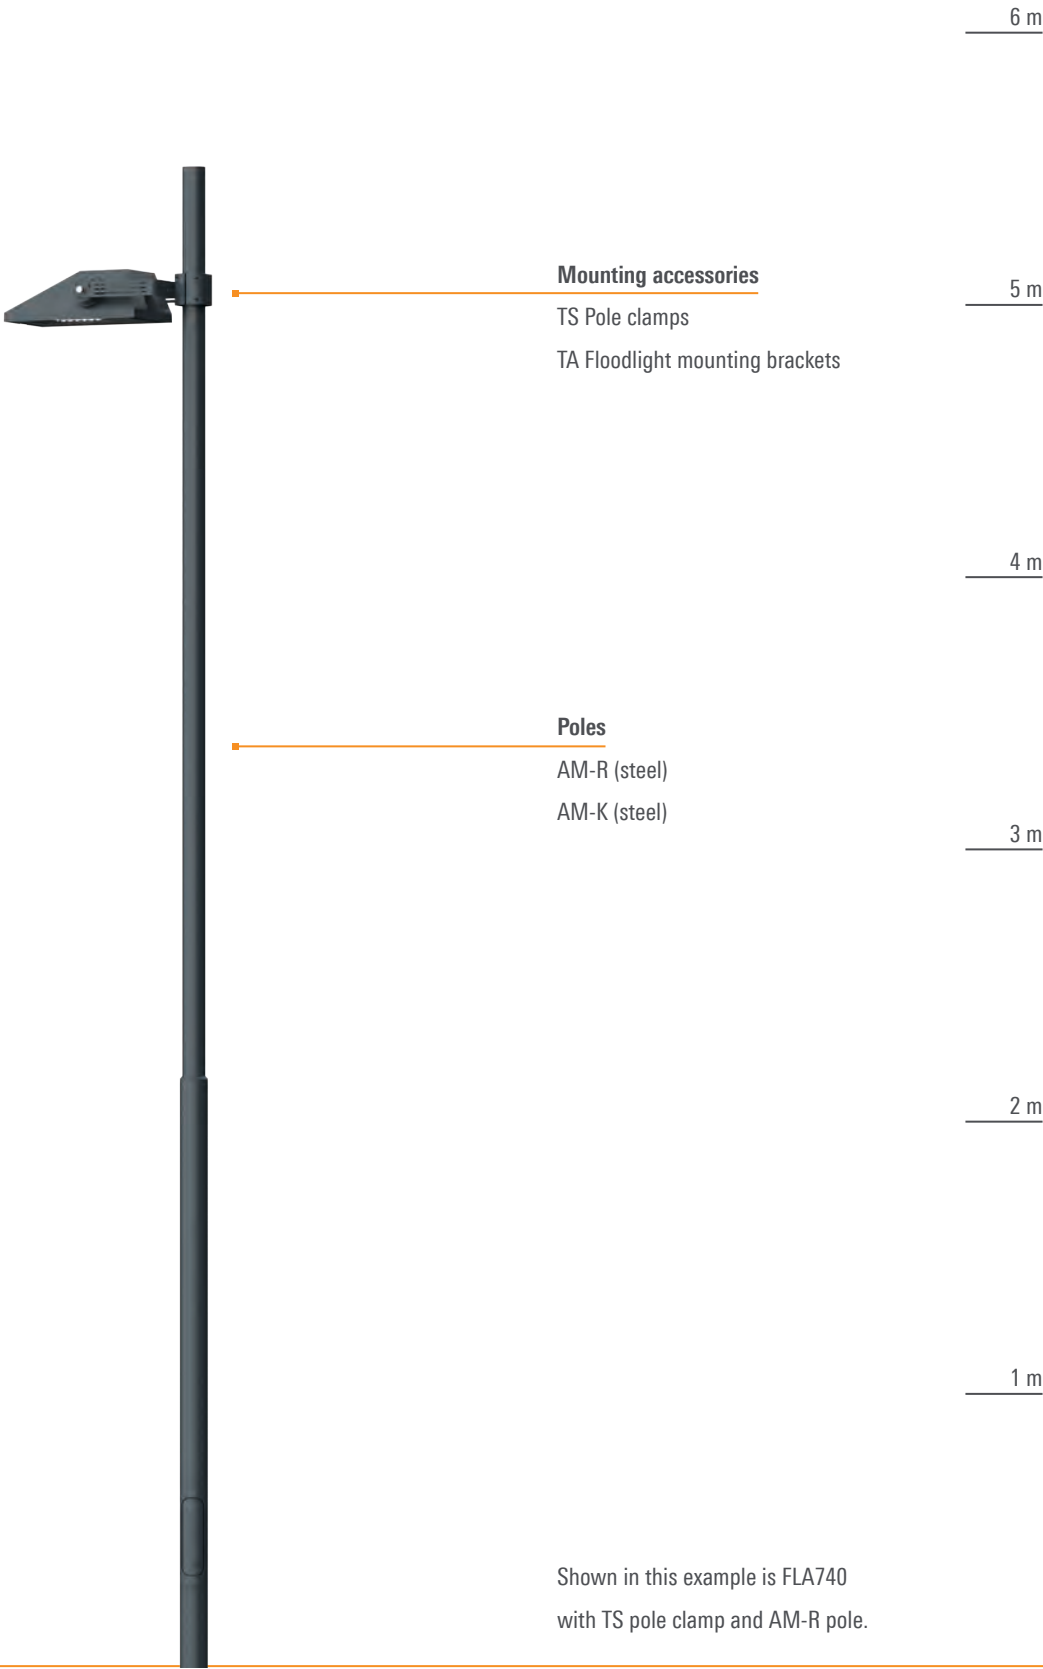 6 m
Mounting accessories
5 m
TS Pole clamps
TA Floodlight mounting brackets
4 m
Poles
AM-R (steel)
AM-K (steel)
3 m
2 m
1 m
Shown in this example is FLA740
with TS pole clamp and AM-R pole.